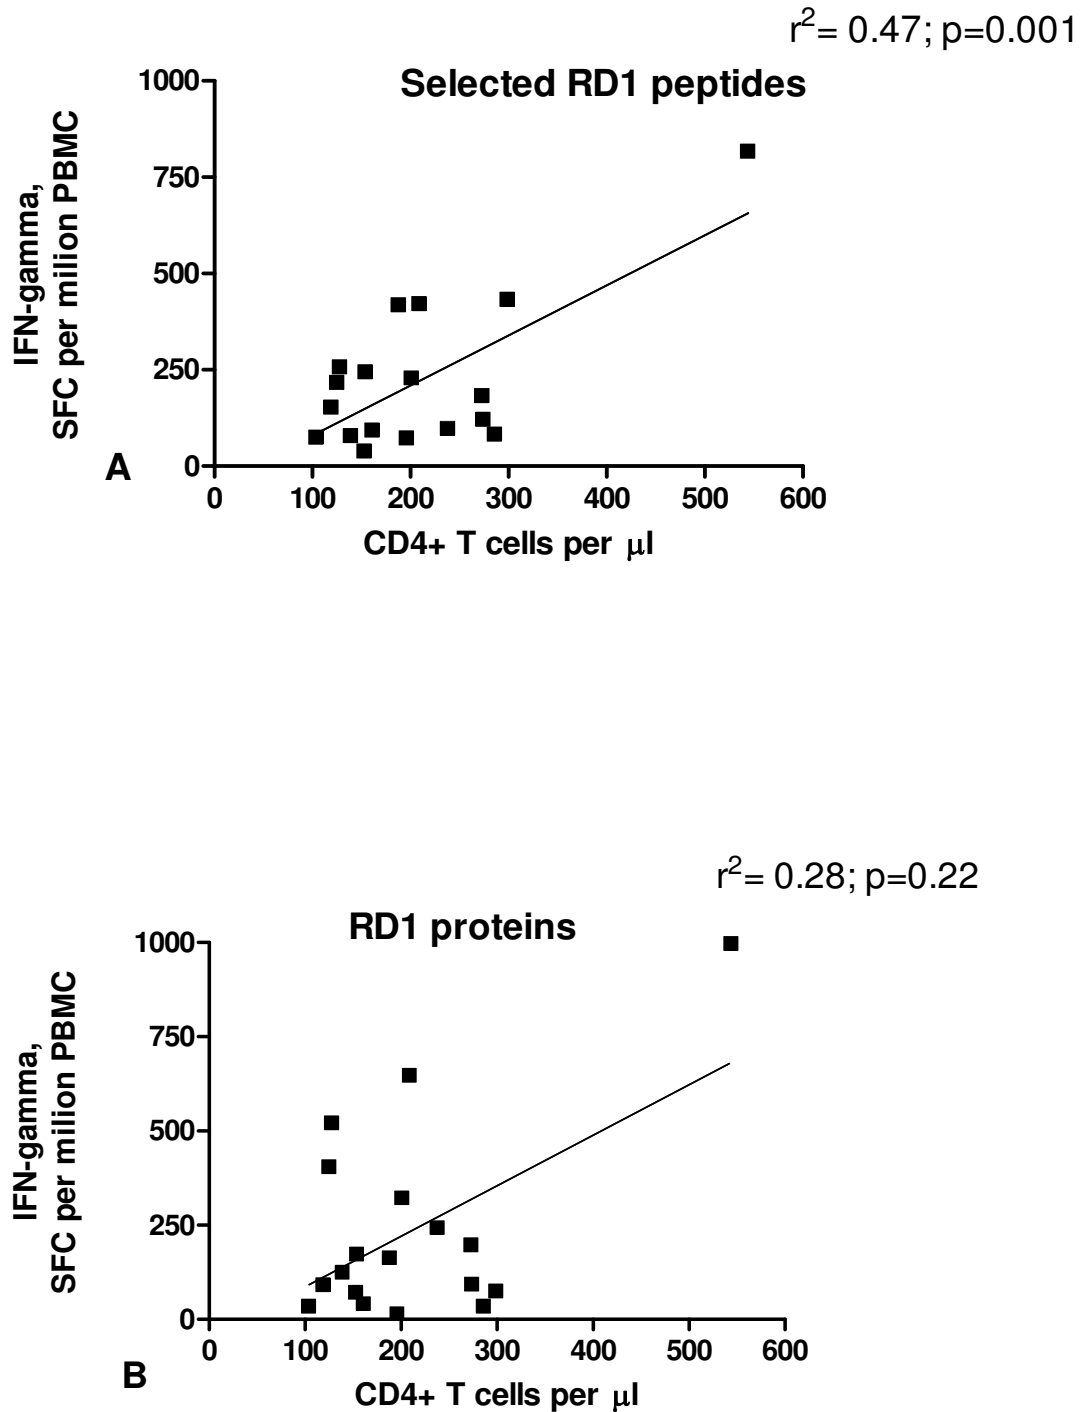 r²= 0.47; p=0.001
Selected RD1 peptides
IFN-gamma,
SFC per milion PBMC
1000
750
500
250
0
0 100 200 300 400 500 600
A
CD4+ T cells per μl
r²= 0.28; p=0.22
RD1 proteins
IFN-gamma,
SFC per milion PBMC
1000
750
500
250
0
0 100 200 300 400 500 600
B
CD4+ T cells per μl